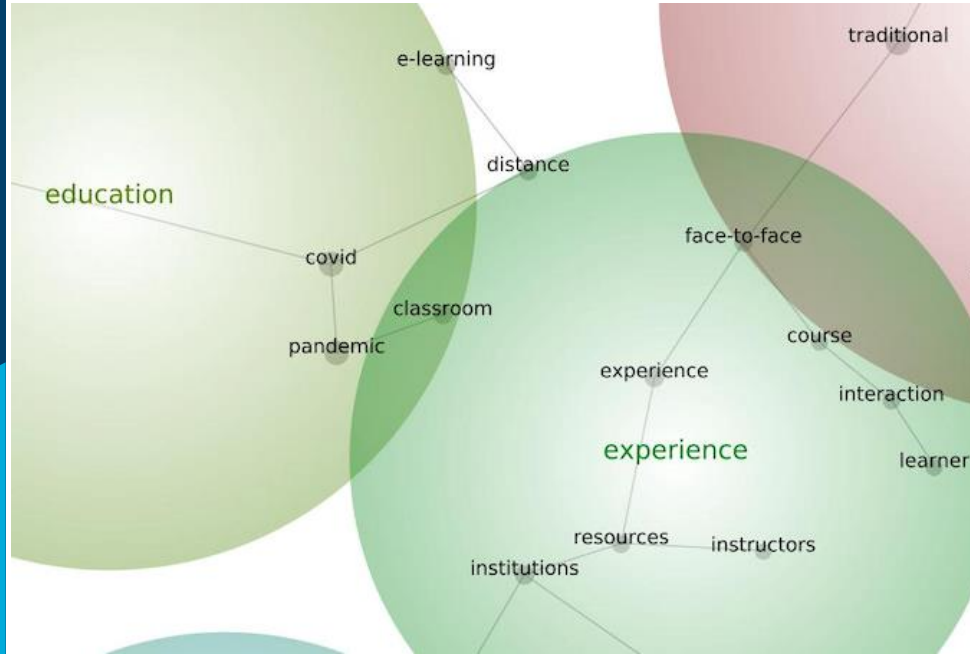 traditional
e-learning
distance
education
face-to-face
covid
classroom
course
pandemic
experience
interaction
experience
learner
resources
instructors
institutions